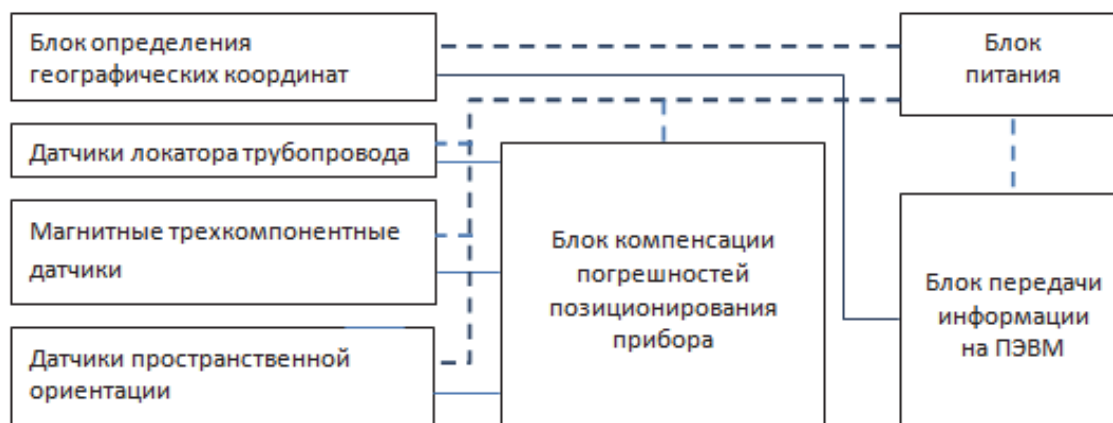 Блок определения
географических координат
Датчики локатора трубопровода
Магнитные трехкомпонентные
датчики
Датчики пространственной
ориентации
Блок компенсации
погрешностей
позиционирования
прибора
Блок
питания
Блок передачи
информации
на ПЭВМ